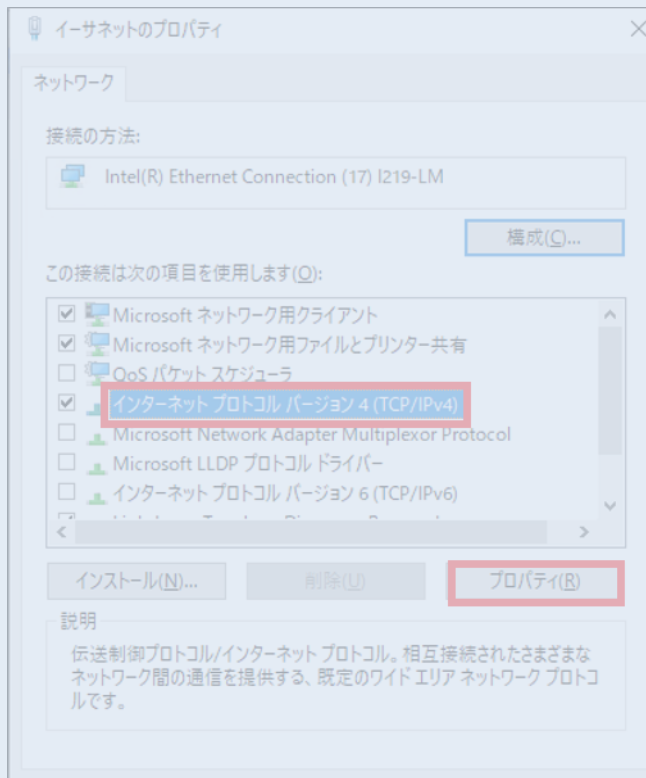 イーサネットのプロパティ
ネットワーク
接続の方法:
Intel(R) Ethernet Connection (17) I219-LM
構成(C)...
この接続は次の項目を使用します(O):
Microsoft ネットワーク用クライアント
Microsoft ネットワーク用ファイルとプリンター共有
QoS パケット スケジューラ
インターネット プロトコル バージョン 4 (TCP/IPv4)
Microsoft Network Adapter Multiplexor Protocol
Microsoft LLDP プロトコル ドライバー
インターネット プロトコル バージョン 6 (TCP/IPv6)
インストール(N)... 削除(U) プロパティ(R)
説明
伝送制御プロトコル/インターネット プロトコル。相互接続されたさまざまな
ネットワーク間の通信を提供する、既定のワイド エリア ネットワーク プロトコ
ルです。